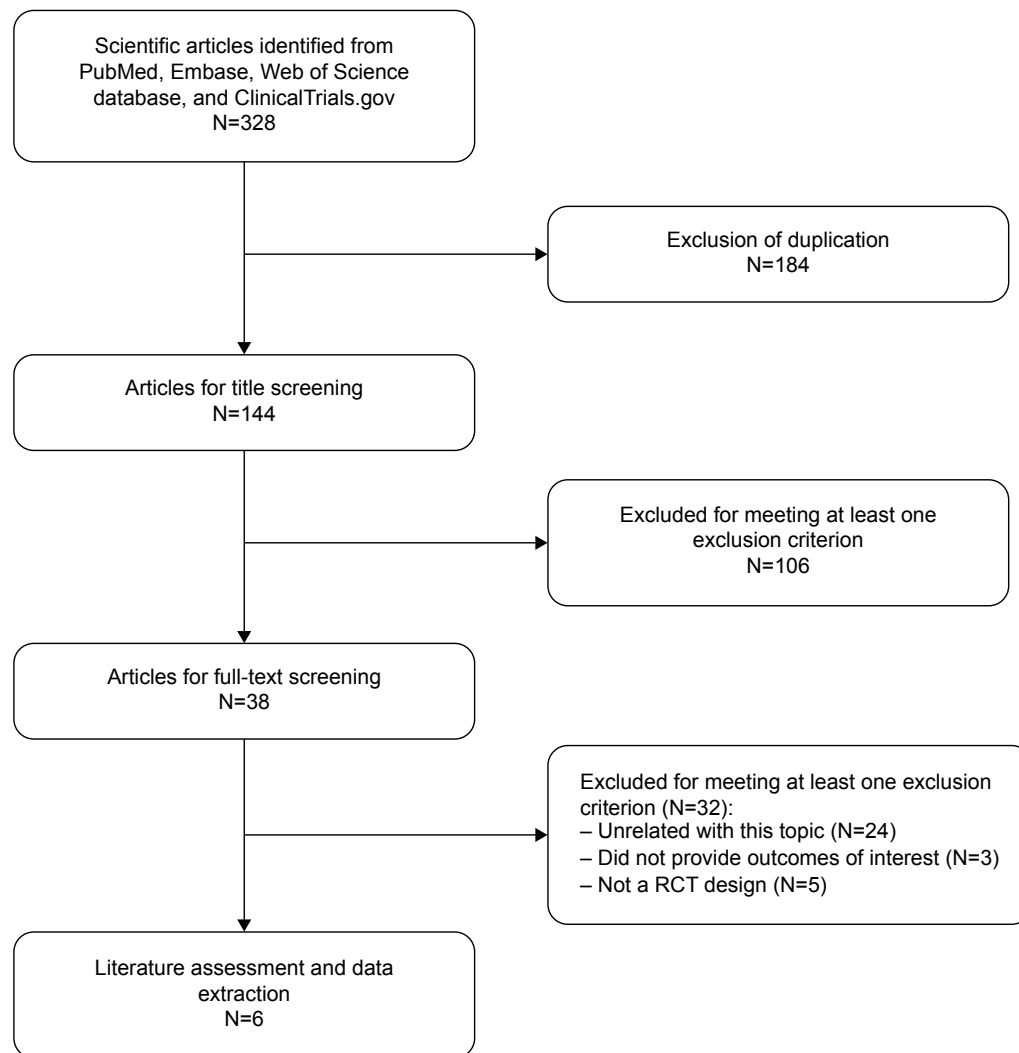 Scientific articles identified from
PubMed, Embase, Web of Science
database, and ClinicalTrials.gov
N=328
Exclusion of duplication
N=184
Articles for title screening
N=144
Excluded for meeting at least one
exclusion criterion
N=106
Articles for full-text screening
N=38
Excluded for meeting at least one exclusion
criterion (N=32):
– Unrelated with this topic (N=24)
– Did not provide outcomes of interest (N=3)
– Not a RCT design (N=5)
Literature assessment and data
extraction
N=6